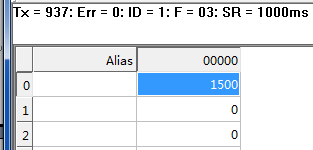 Tx = 937: Err = 0: ID = 1: F = 03: SR = 1000ms
Alias 00000
0 1500
1 0
2 0